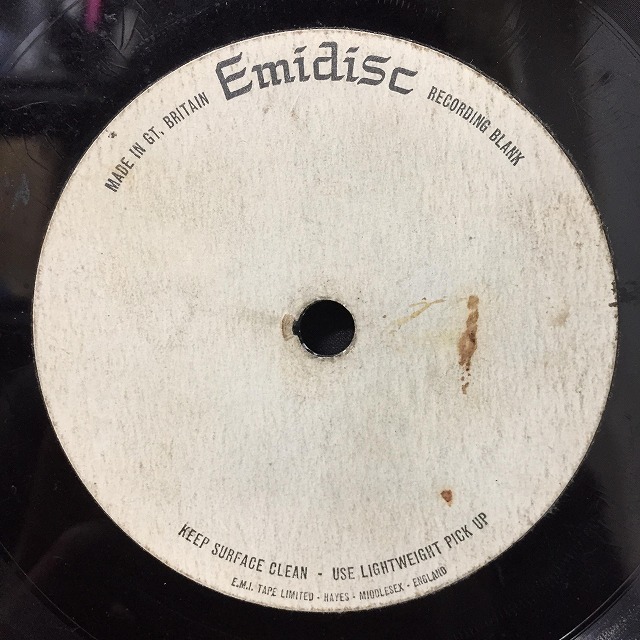 MADE IN GT. BRITAIN Emidisc RECORDING BLANK
KEEP SURFACE CLEAN - USE LIGHTWEIGHT PICK UP
E.M.I. TAPE LIMITED - HAYES - MIDDLESEX - ENGLAND